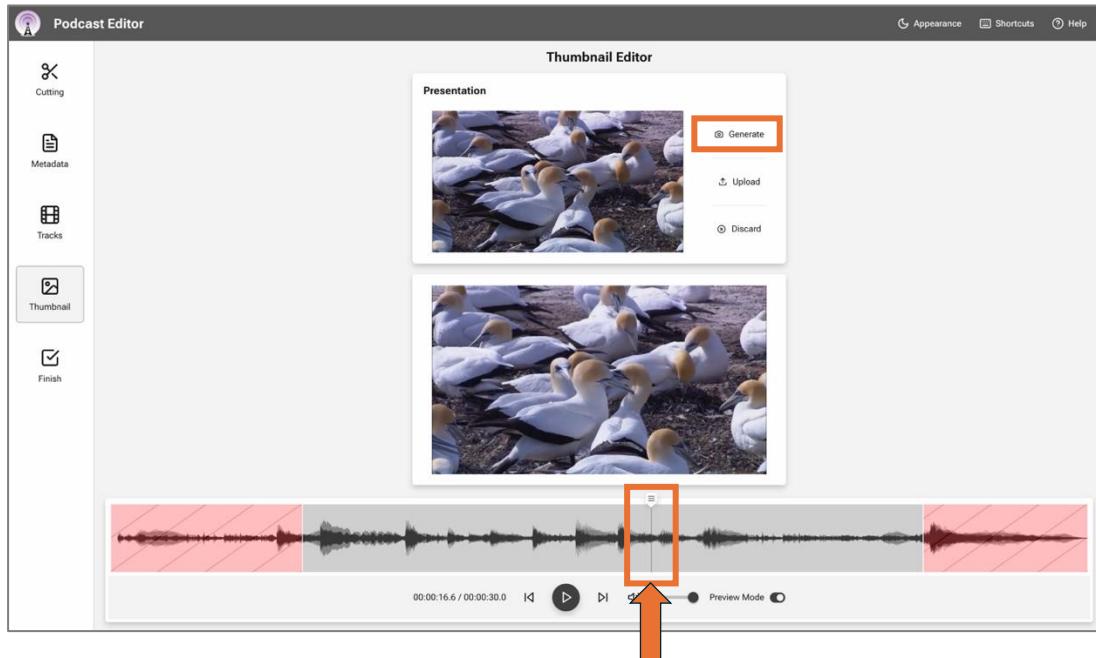 Podcast Editor
Appearance
Shortcuts
Help
Cutting
Metadata
Tracks
Thumbnail
Finish
Thumbnail Editor
Presentation
Generate
Upload
Discard
00:00:16.6 / 00:00:30.0
Preview Mode